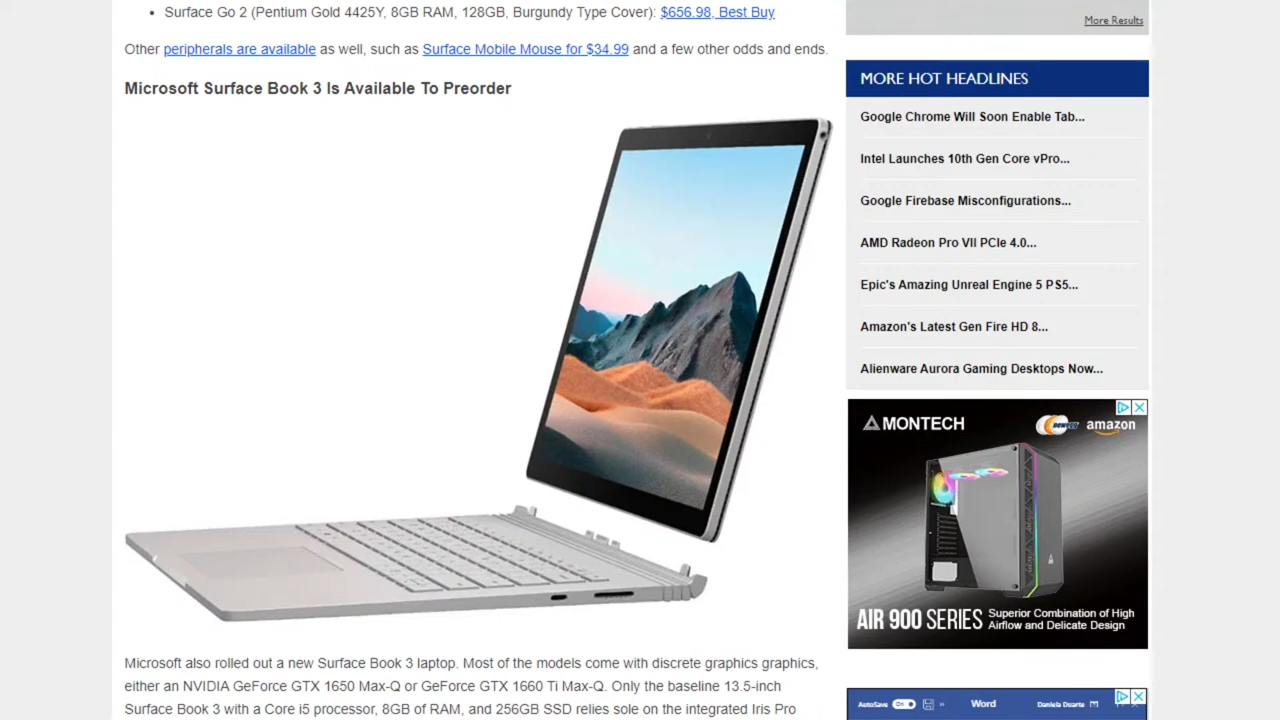 Surface Go 2 (Pentium Gold 4425Y, 8GB RAM, 128GB, Burgundy Type Cover): $656.98, Best Buy
Other peripherals are available as well, such as Surface Mobile Mouse for $34.99 and a few other odds and ends.
Microsoft Surface Book 3 Is Available To Preorder
Microsoft also rolled out a new Surface Book 3 laptop. Most of the models come with discrete graphics graphics,
either an NVIDIA GeForce GTX 1650 Max-Q or GeForce GTX 1660 Ti Max-Q. Only the baseline 13.5-inch
Surface Book 3 with a Core i5 processor, 8GB of RAM, and 256GB SSD relies sole on the integrated Iris Pro
More Results
MORE HOT HEADLINES
Google Chrome Will Soon Enable Tab...
Intel Launches 10th Gen Core vPro...
Google Firebase Misconfigurations...
AMD Radeon Pro VII PCIe 4.0...
Epic's Amazing Unreal Engine 5 PS5...
Amazon's Latest Gen Fire HD 8...
Alienware Aurora Gaming Desktops Now...
MONTECH
newegg amazon
AIR 900 SERIES
Superior Combination of High
Airflow and Delicate Design
AutoSave On Word Daniela Duarte